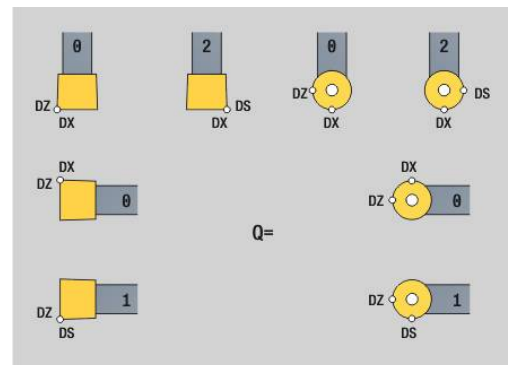 0 2 0 2
DZ DS DZ DS
DX DX DX DX
DX DX
DZ 0 DZ 0
Q=
DZ 1 DZ 1
DS DS